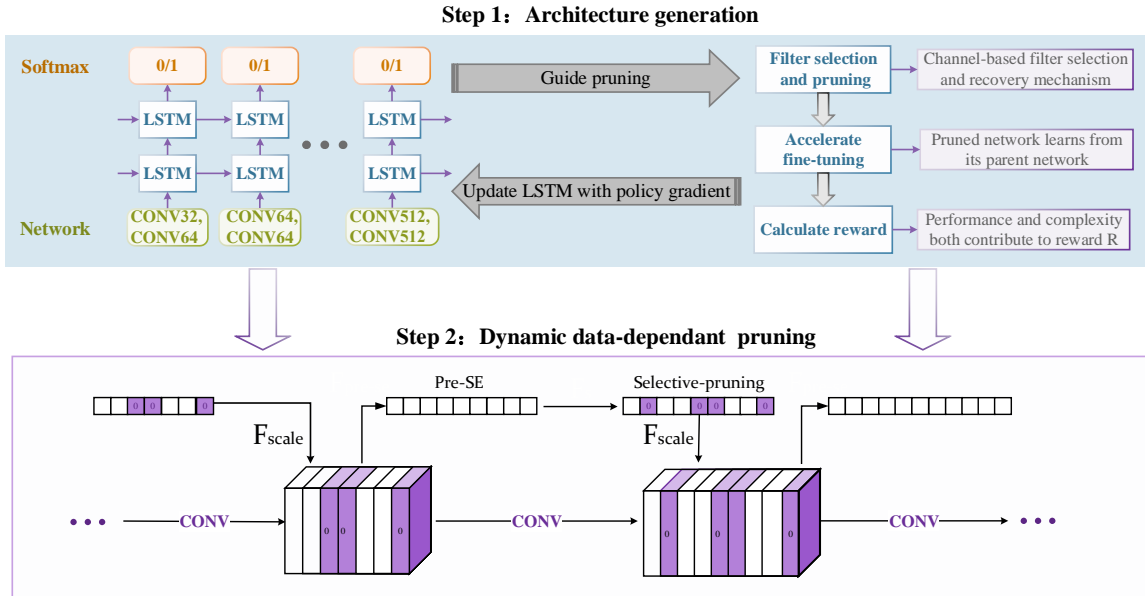 Step 1：Architecture generation
Softmax
0/1
0/1
0/1
Guide pruning
Filter selection
and pruning
Channel-based filter selection
and recovery mechanism
LSTM
LSTM
LSTM
Accelerate
fine-tuning
Pruned network learns from
its parent network
LSTM
LSTM
LSTM
Update LSTM with policy gradient
Network
CONV32,
CONV64
CONV64,
CONV64
CONV512,
CONV512
Calculate reward
Performance and complexity
both contribute to reward R
Step 2：Dynamic data-dependant pruning
Pre-SE
Selective-pruning
0 0 0
0 0 0 0
Fscale
Fscale
CONV
0 0 0
CONV
0 0 0
CONV